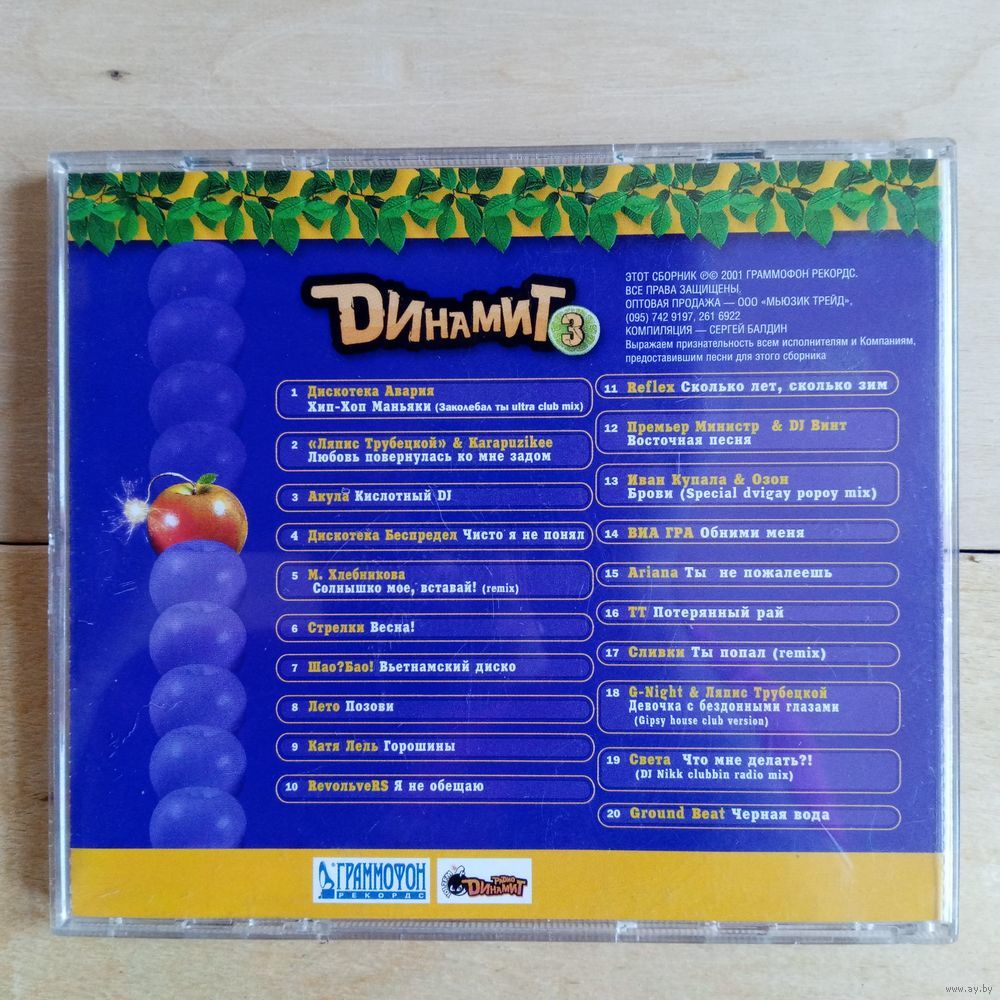 ДИНАМИТ 3
ЭТОТ СБОРНИК ℗© 2001 ГРАММОФОН РЕКОРДС.
ВСЕ ПРАВА ЗАЩИЩЕНЫ.
ОПТОВАЯ ПРОДАЖА — ООО «МЬЮЗИК ТРЕЙД»,
(095) 742 9197, 261 6922
КОМПИЛЯЦИЯ — СЕРГЕЙ БАЛДИН
Выражаем признательность всем исполнителям и Компаниям,
предоставившим песни для этого сборника
1 Дискотека Авария
Хип-Хоп Маньяки (Заколебал ты ultra club mix)
2 «Ляпис Трубецкой» & Karapuzikee
Любовь повернулась ко мне задом
3 Акула Кислотный DJ
4 Дискотека Беспредел Чисто я не понял
5 М. Хлебникова
Солнышко мое, вставай! (remix)
6 Стрелки Весна!
7 Шао?Бао! Вьетнамский диско
8 Лето Позови
9 Катя Лель Горошины
10 RevoльveRS Я не обещаю
11 Reflex Сколько лет, сколько зим
12 Премьер Министр & DJ Винт
Восточная песня
13 Иван Купала & Озон
Брови (Special dvigay popoy mix)
14 ВИА ГРА Обними меня
15 Ariana Ты не пожалеешь
16 ТТ Потерянный рай
17 Сливки Ты попал (remix)
18 G-Night & Ляпис Трубецкой
Девочка с бездонными глазами
(Gipsy house club version)
19 Света Что мне делать?!
(DJ Nikk clubbin radio mix)
20 Ground Beat Черная вода
ГРАММОФОН
РЕКОРДС
РАДИО
ДИНАМИТ
www.ay.by